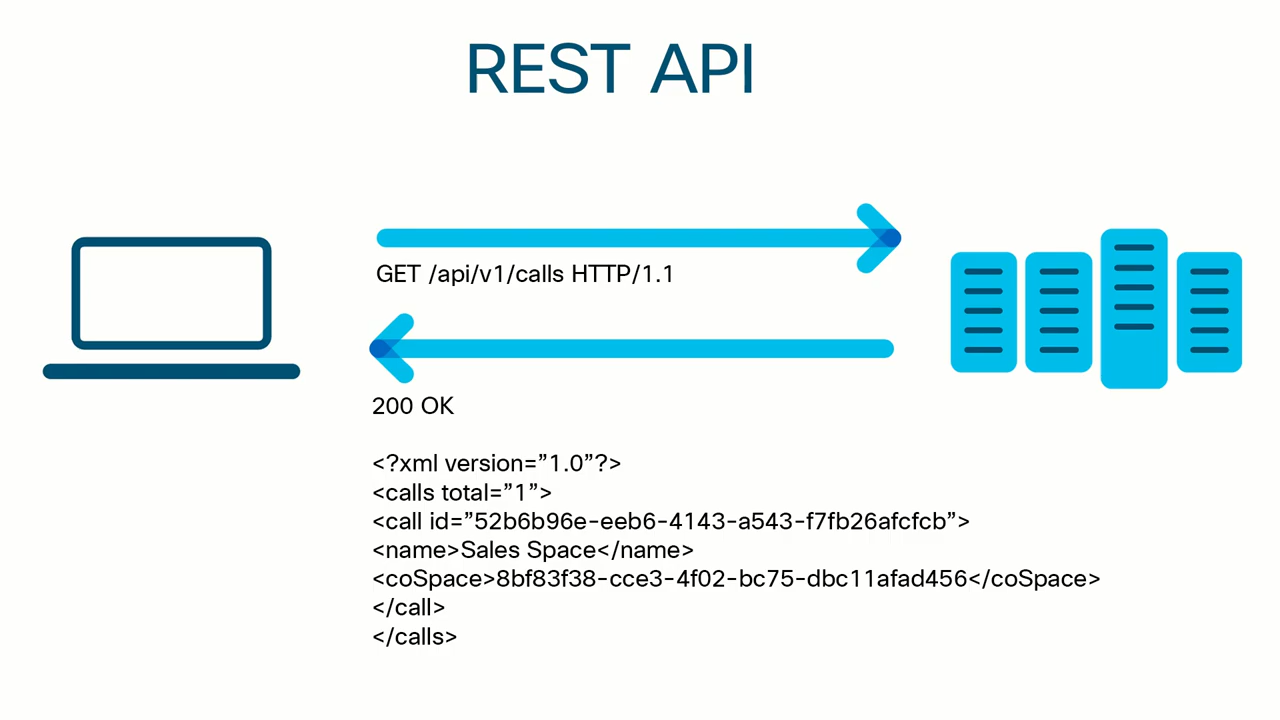 REST API
GET /api/v1/calls HTTP/1.1
200 OK
<?xml version=”1.0”?>
<calls total=”1”>
<call id=”52b6b96e-eeb6-4143-a543-f7fb26afcfcb”>
<name>Sales Space</name>
<coSpace>8bf83f38-cce3-4f02-bc75-dbc11afad456</coSpace>
</call>
</calls>